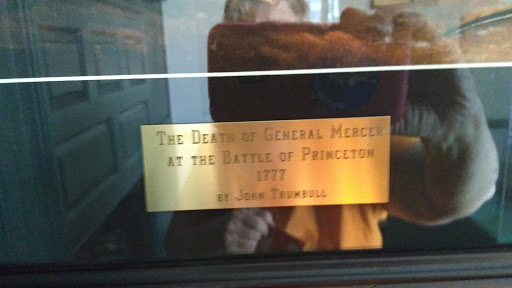 The Death of General Mercer
at the Battle of Princeton
1777
by John Trumbull